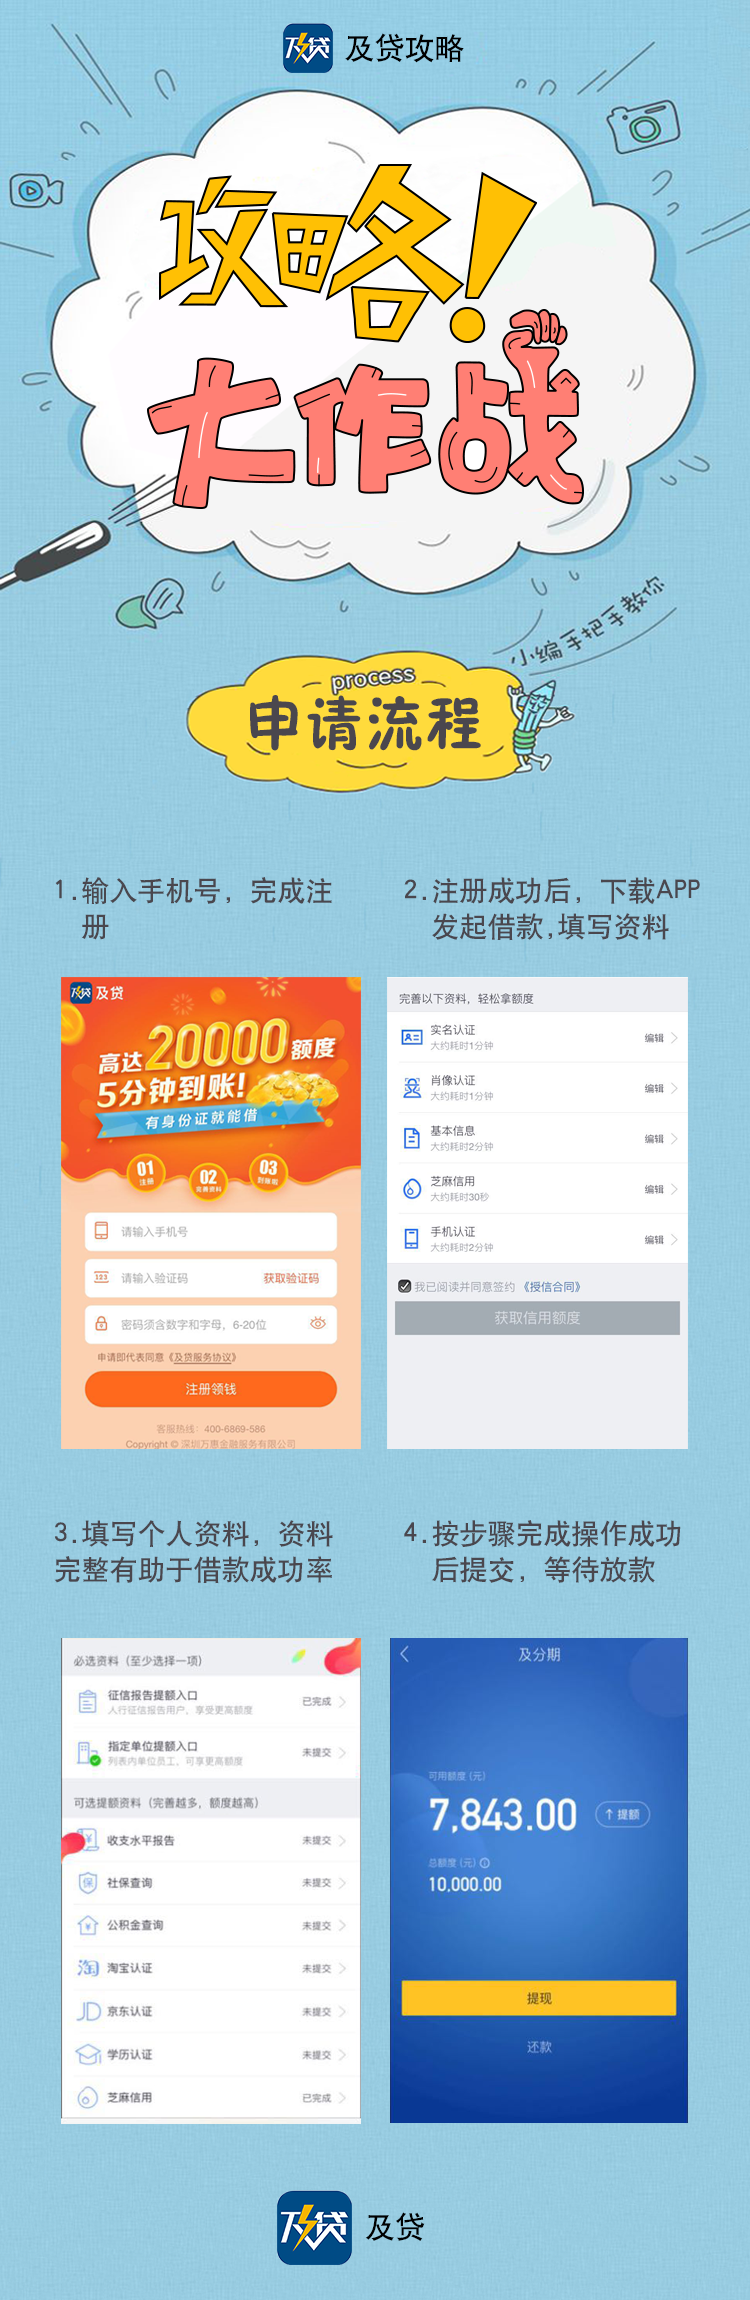 及贷 及贷攻略
攻略!
大作战
小编手把手教你
process
申请流程
1.输入手机号，完成注
册
2.注册成功后，下载APP
发起借款,填写资料
及贷 及贷
高达20000额度
5分钟到账!
有身份证就能借
01
注册
02
完善资料
03
到账啦
请输入手机号
123 请输入验证码 获取验证码
密码须含数字和字母，6-20位
申请即代表同意《及贷服务协议》
注册领钱
客服热线：400-6869-586
Copyright © 深圳万惠金融服务有限公司
完善以下资料，轻松拿额度
实名认证
大约耗时1分钟
编辑
肖像认证
大约耗时1分钟
编辑
基本信息
大约耗时2分钟
编辑
芝麻信用
大约耗时30秒
编辑
手机认证
大约耗时2分钟
编辑
我已阅读并同意签约《授信合同》
获取信用额度
3.填写个人资料，资料
完整有助于借款成功率
4.按步骤完成操作成功
后提交，等待放款
必选资料（至少选择一项）
征信报告提额入口
人行征信报告用户，享受更高额度
已完成
指定单位提额入口
列表内单位员工，可享更高额度
未提交
可选提额资料（完善越多，额度越高）
收支水平报告 未提交
保 社保查询 未提交
公积金查询 未提交
淘 淘宝认证 未提交
JD 京东认证 未提交
学历认证 未提交
芝麻信用 已完成
及分期
可用额度（元）
7,843.00 提额
总额度（元）
10,000.00
提现
还款
及贷 及贷